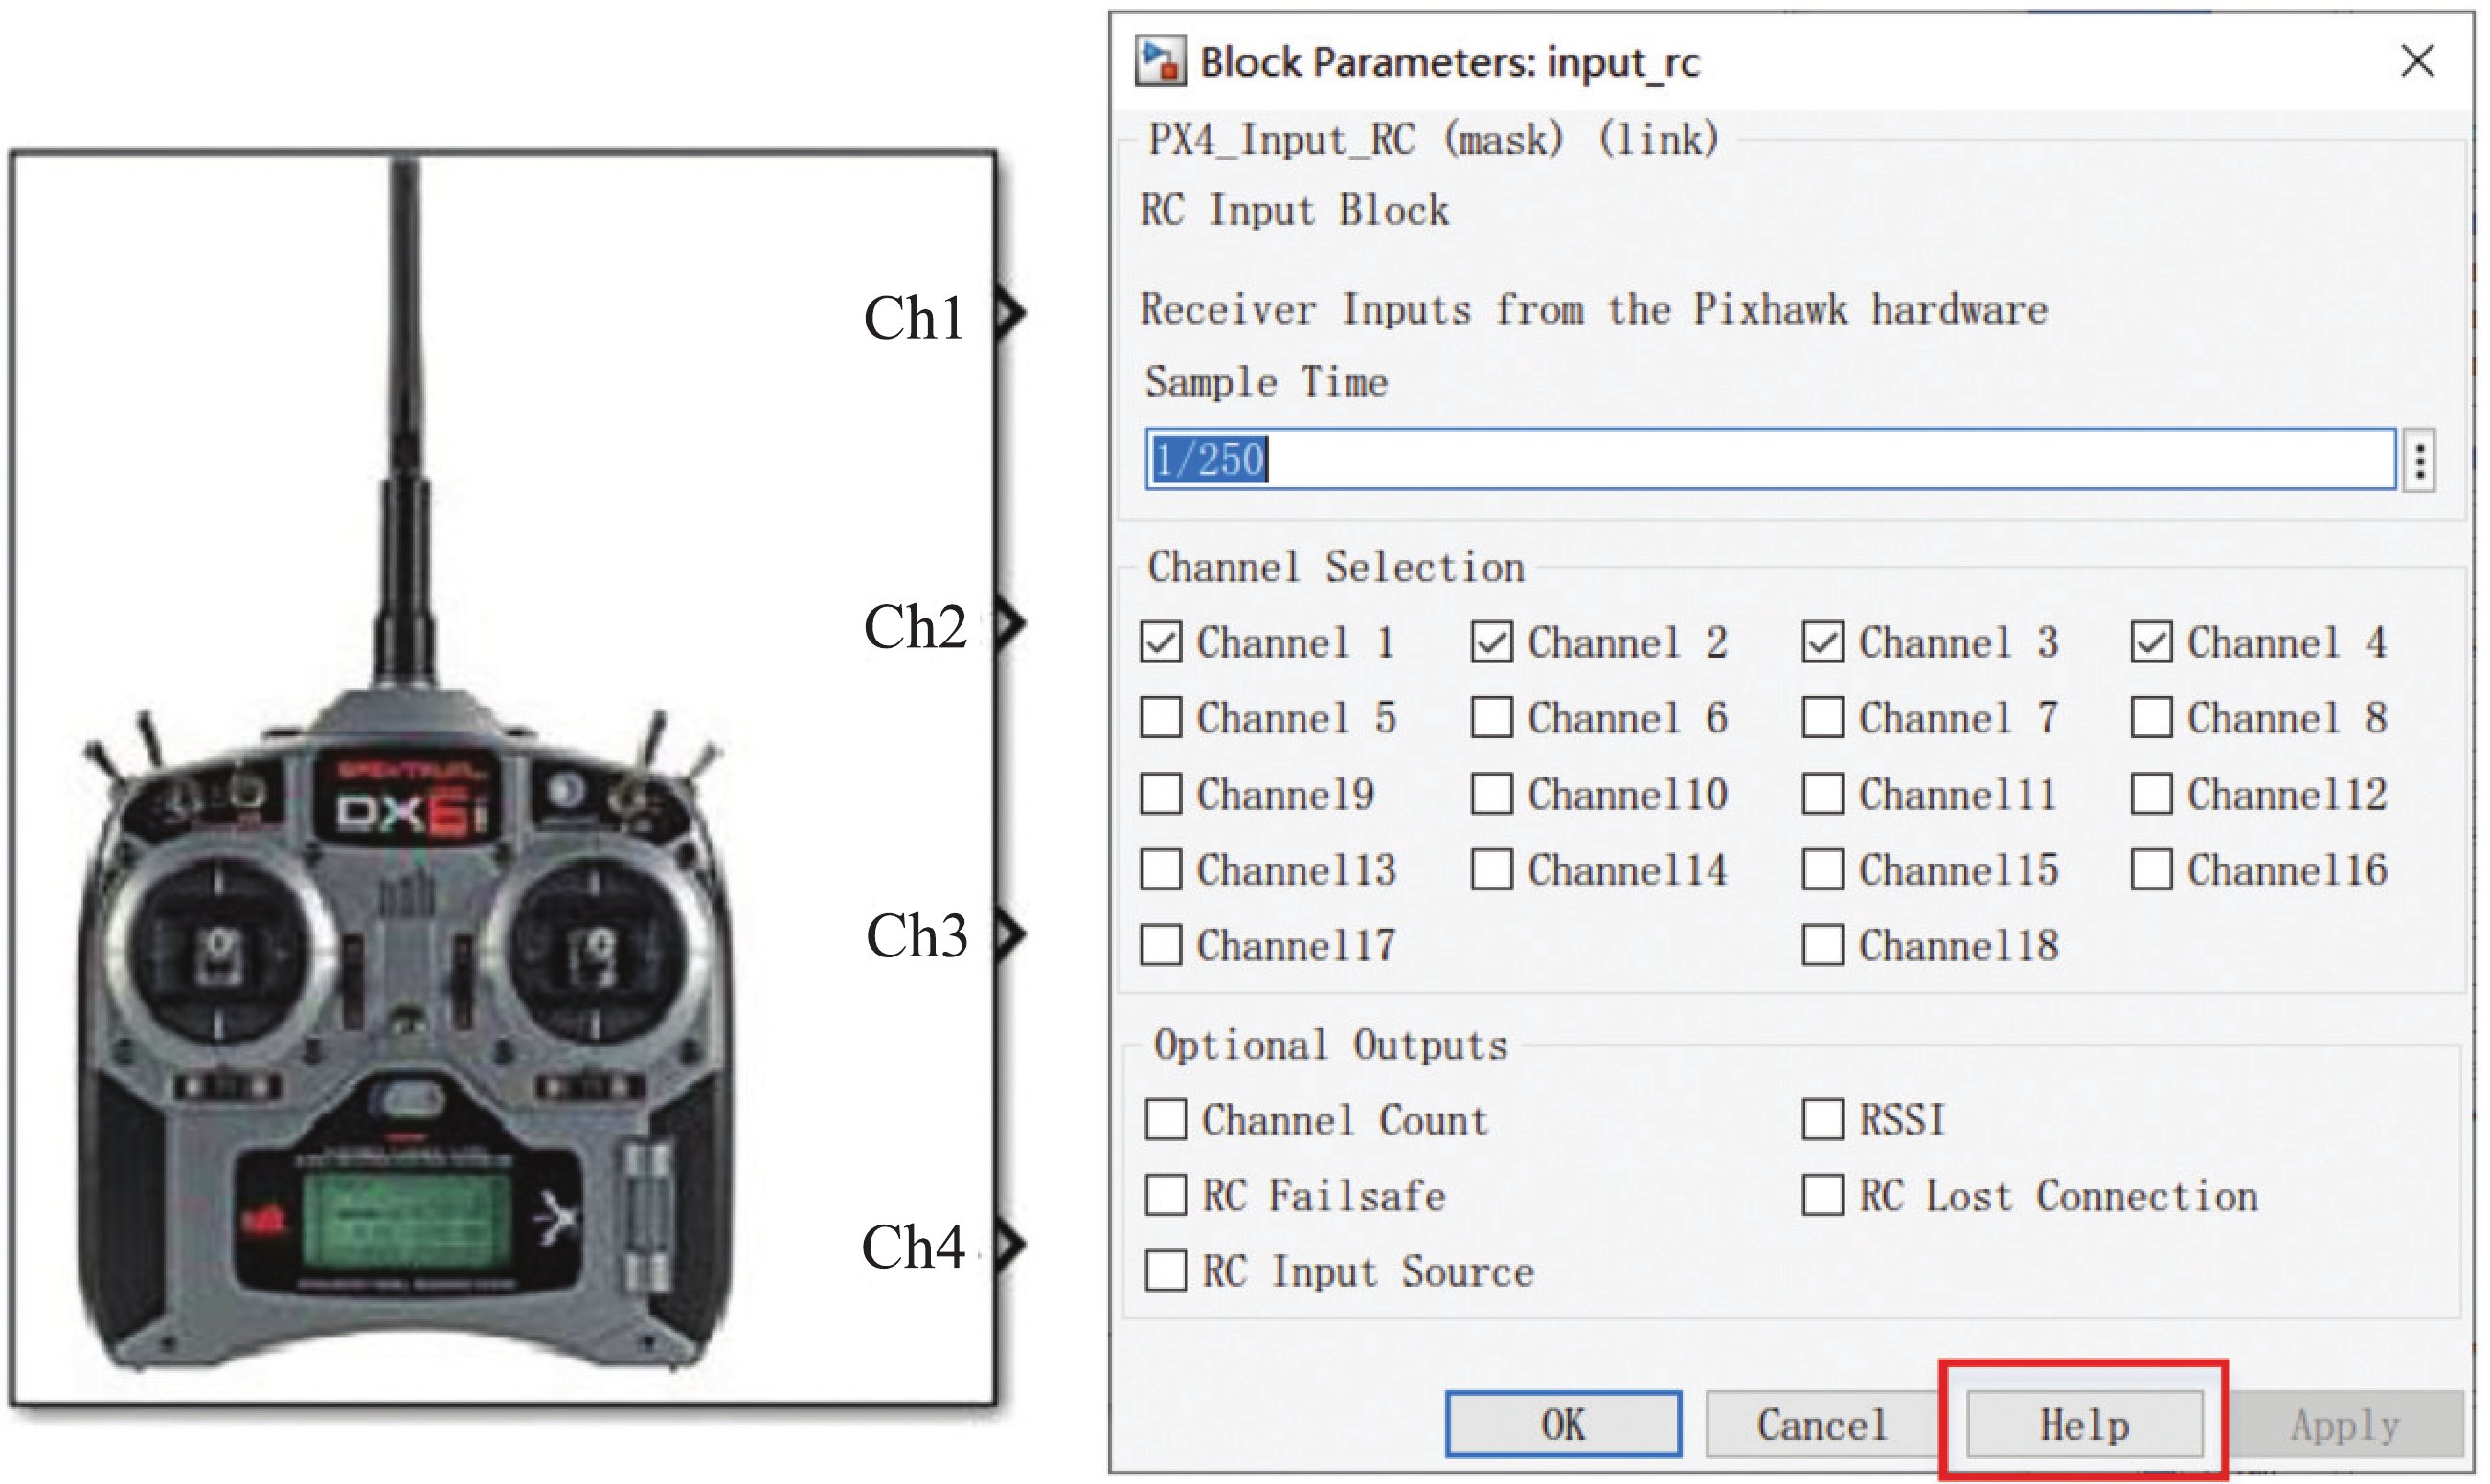 Ch1
Ch2
Ch3
Ch4
DX6i
Block Parameters: input_rc
PX4_Input_RC (mask) (link)
RC Input Block
Receiver Inputs from the Pixhawk hardware
Sample Time
1/250
Channel Selection
Channel 1 Channel 2 Channel 3 Channel 4
Channel 5 Channel 6 Channel 7 Channel 8
Channel9 Channel10 Channel11 Channel12
Channel13 Channel14 Channel15 Channel16
Channel17 Channel18
Optional Outputs
Channel Count RSSI
RC Failsafe RC Lost Connection
RC Input Source
OK Cancel Help Apply